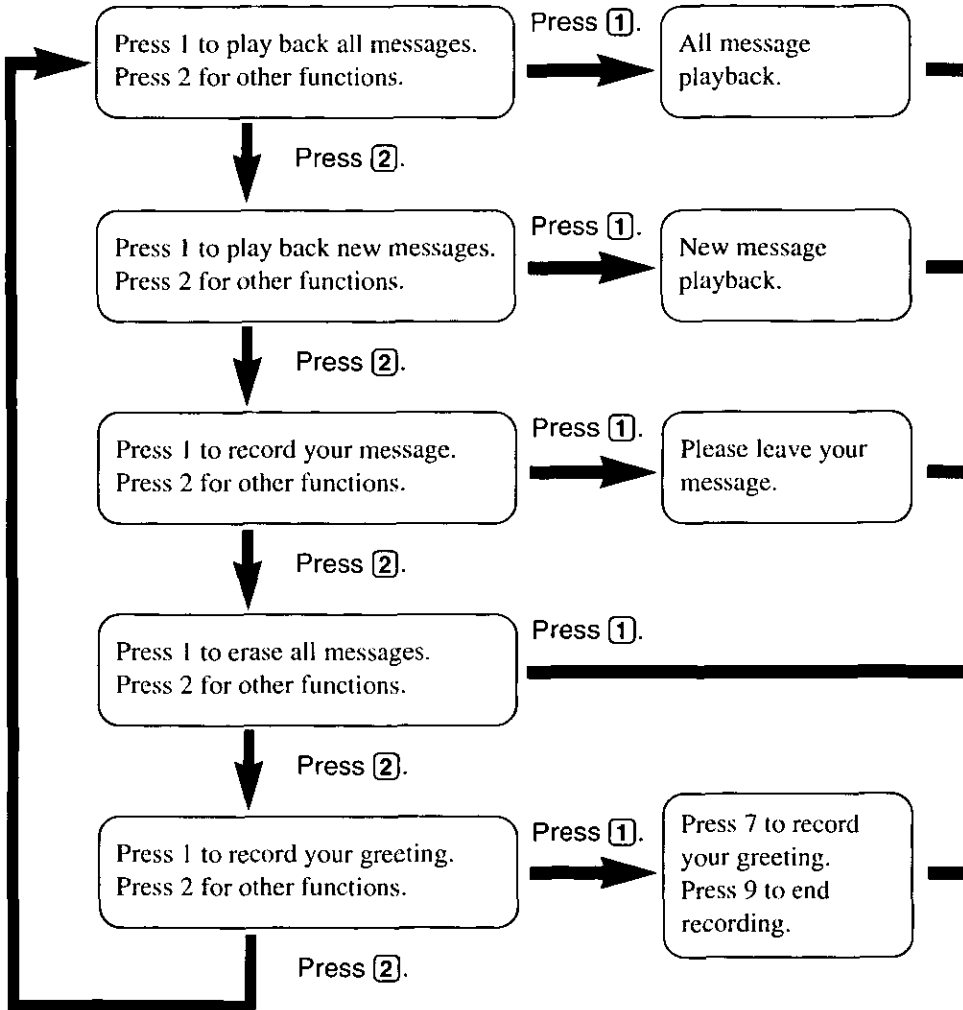 Press 1 to play back all messages.
Press 2 for other functions.
Press 1.
All message
playback.
Press 2.
Press 1 to play back new messages.
Press 2 for other functions.
Press 1.
New message
playback.
Press 2.
Press 1 to record your message.
Press 2 for other functions.
Press 1.
Please leave your
message.
Press 2.
Press 1 to erase all messages.
Press 2 for other functions.
Press 1.
Press 2.
Press 1 to record your greeting.
Press 2 for other functions.
Press 1.
Press 7 to record
your greeting.
Press 9 to end
recording.
Press 2.